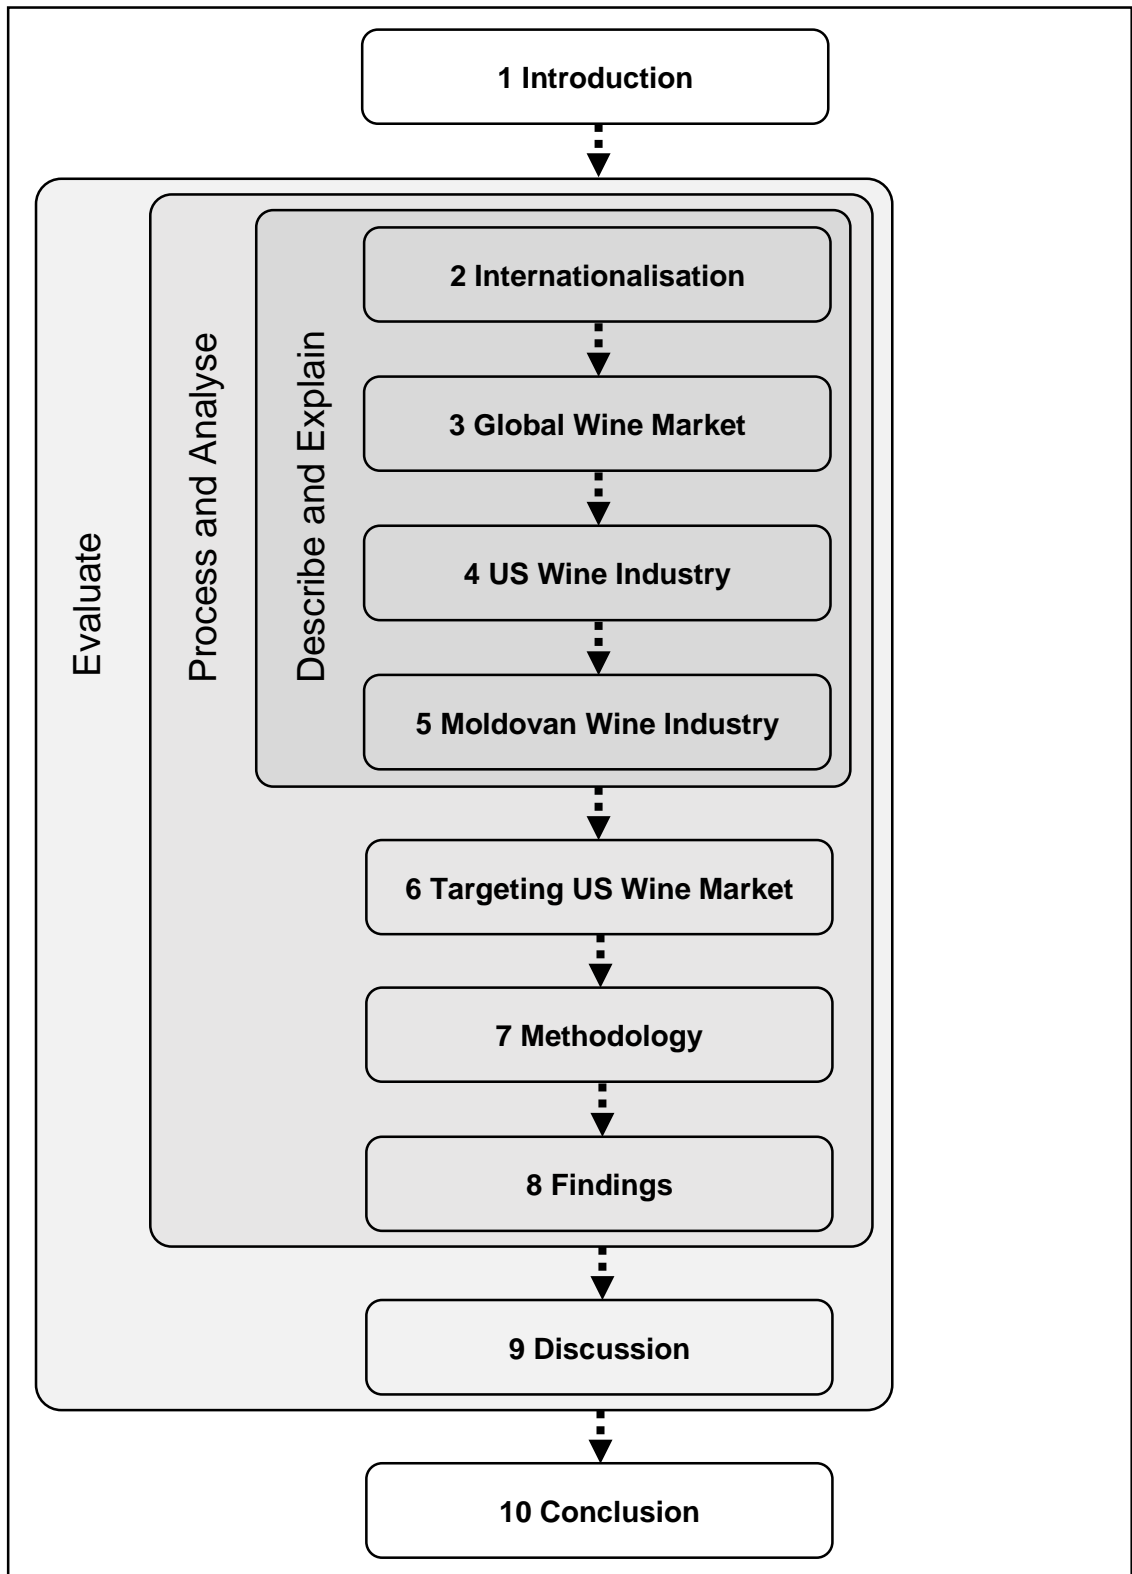 1 Introduction
Evaluate
Process and Analyse
Describe and Explain
2 Internationalisation
3 Global Wine Market
4 US Wine Industry
5 Moldovan Wine Industry
6 Targeting US Wine Market
7 Methodology
8 Findings
9 Discussion
10 Conclusion